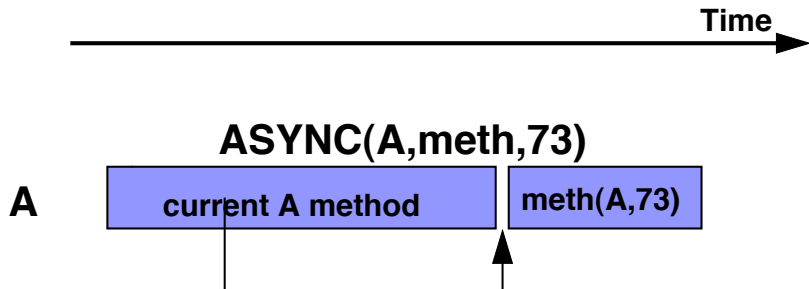 Time
ASYNC(A,meth,73)
A
current A method
meth(A,73)